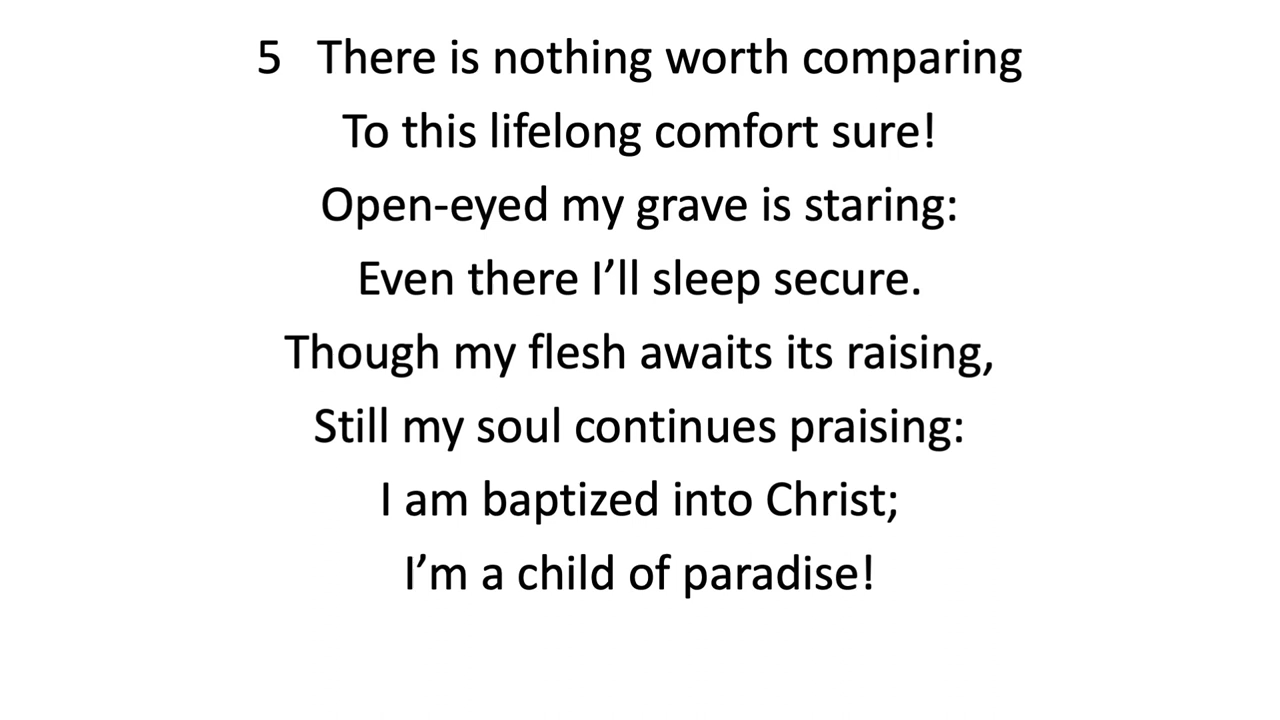 5 There is nothing worth comparing
To this lifelong comfort sure!
Open-eyed my grave is staring:
Even there I’ll sleep secure.
Though my flesh awaits its raising,
Still my soul continues praising:
I am baptized into Christ;
I’m a child of paradise!